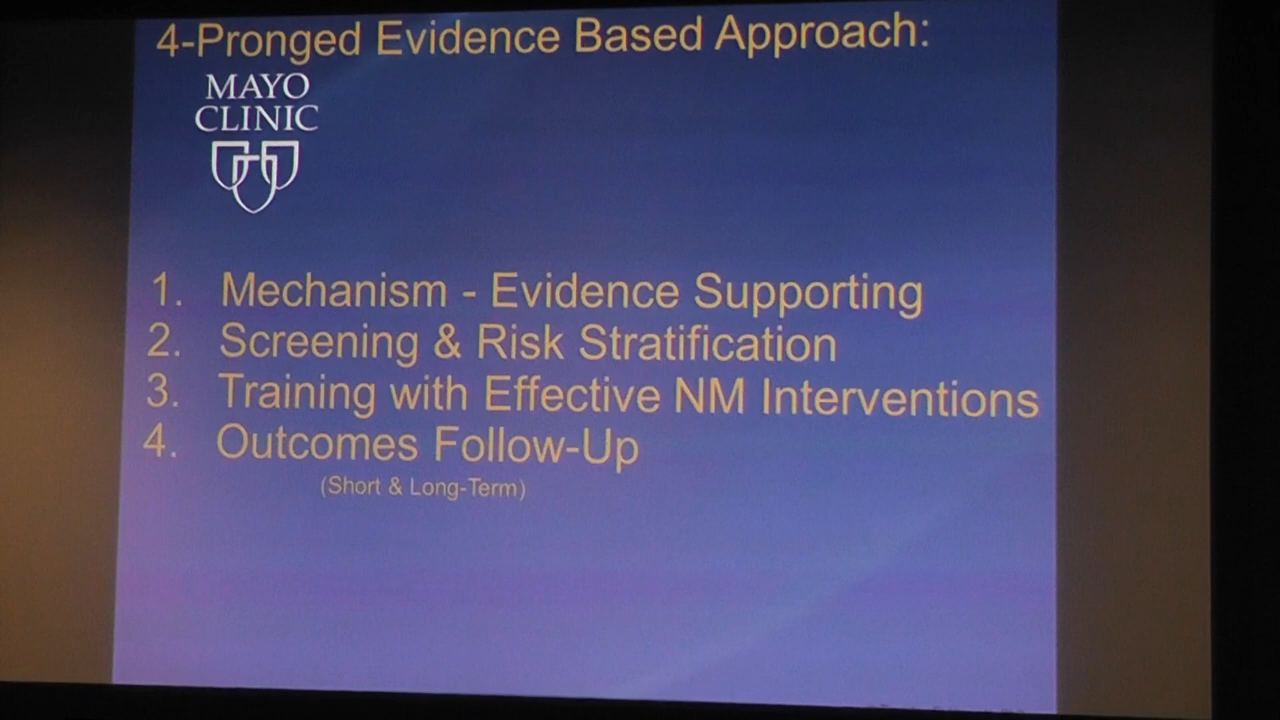 4-Pronged Evidence Based Approach:
MAYO
CLINIC
1. Mechanism - Evidence Supporting
2. Screening & Risk Stratification
3. Training with Effective NM Interventions
4. Outcomes Follow-Up
(Short & Long-Term)